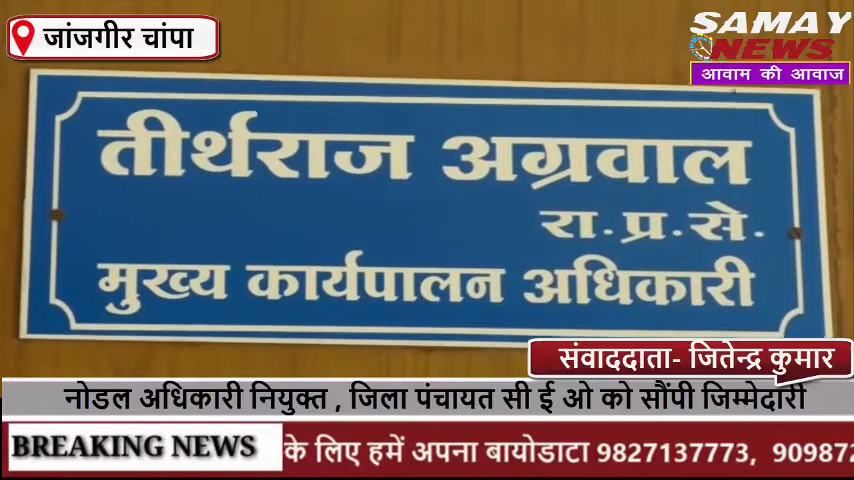 जांजगीर चांपा
SAMAY
NEWS
आवाम की आवाज
तीर्थराज अग्रवाल
रा.प्र.से.
मुख्य कार्यपालन अधिकारी
संवाददाता- जितेन्द्र कुमार
नोडल अधिकारी नियुक्त , जिला पंचायत सी ई ओ को सौंपी जिम्मेदारी
BREAKING NEWS के लिए हमें अपना बायोडाटा 9827137773, 90987